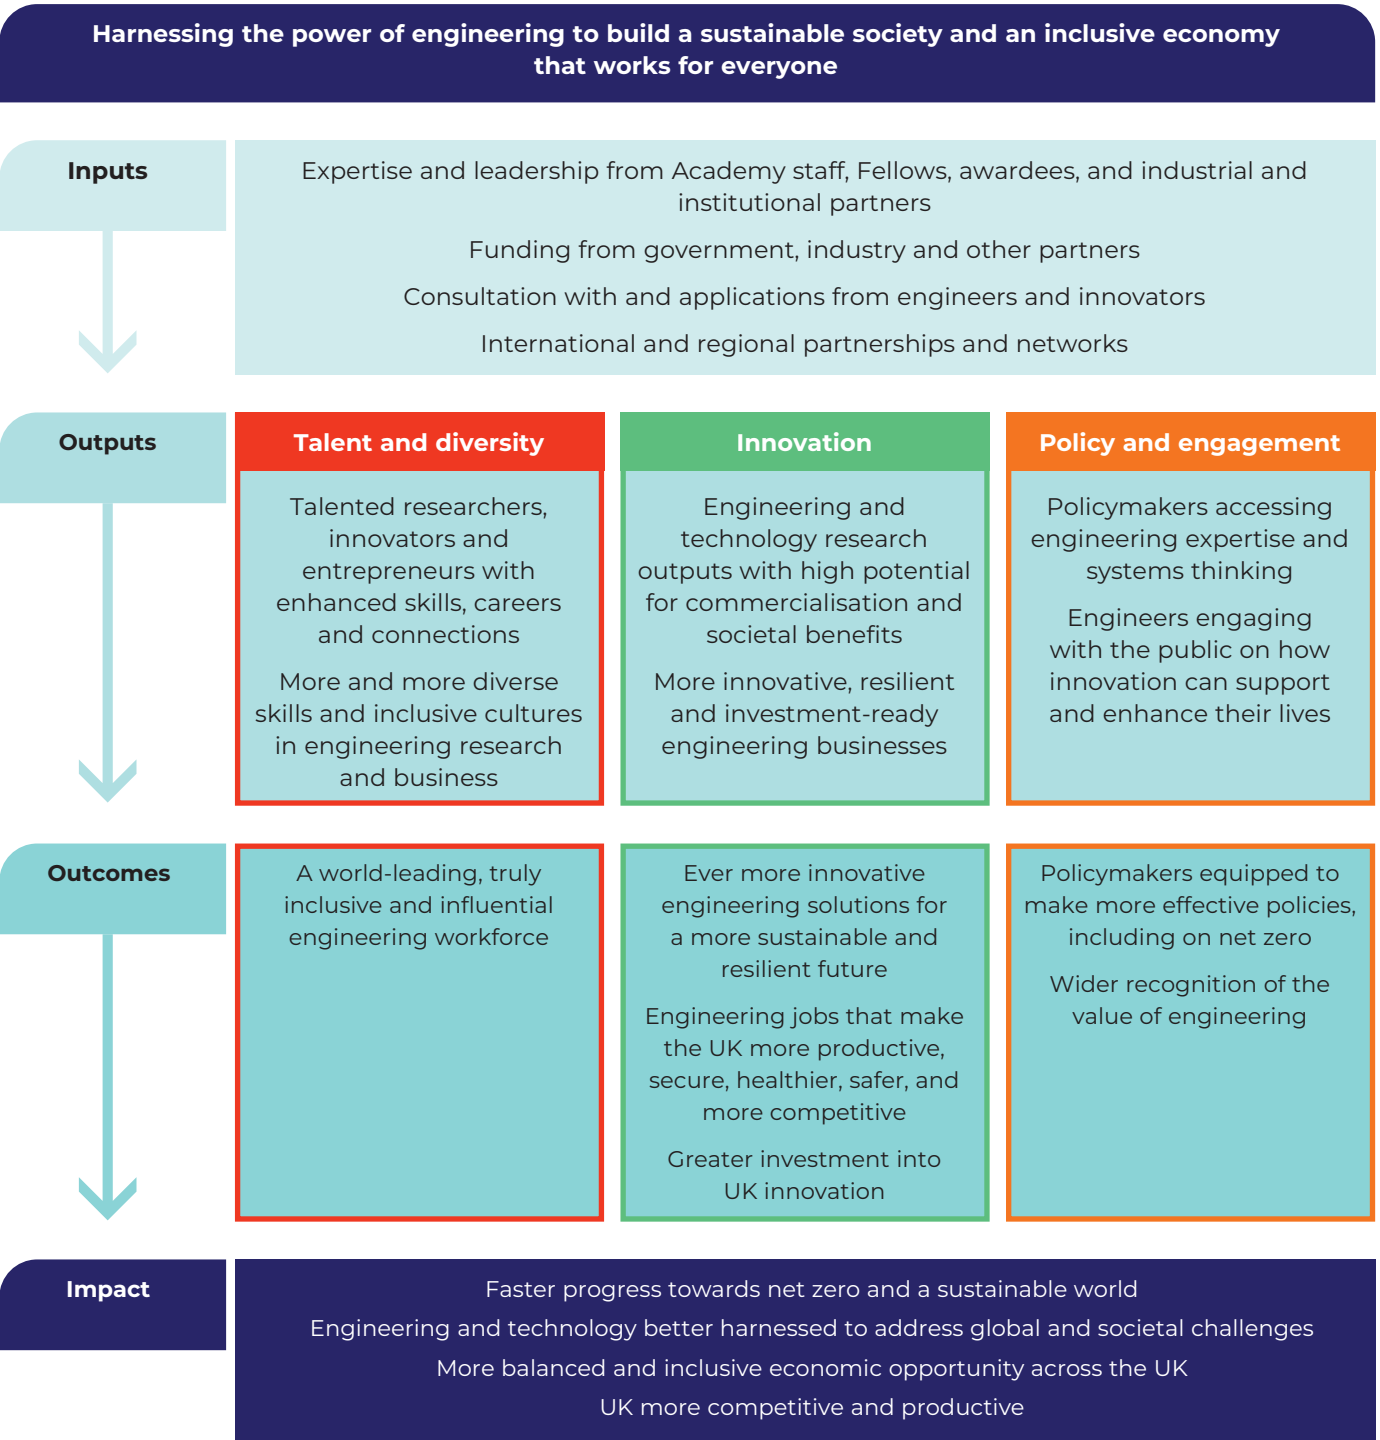 Harnessing the power of engineering to build a sustainable society and an inclusive economy
that works for everyone
Inputs
Expertise and leadership from Academy staff, Fellows, awardees, and industrial and
institutional partners
Funding from government, industry and other partners
Consultation with and applications from engineers and innovators
International and regional partnerships and networks
Outputs
Talent and diversity
Talented researchers,
innovators and
entrepreneurs with
enhanced skills, careers
and connections
More and more diverse
skills and inclusive cultures
in engineering research
and business
Innovation
Engineering and
technology research
outputs with high potential
for commercialisation and
societal benefits
More innovative, resilient
and investment-ready
engineering businesses
Policy and engagement
Policymakers accessing
engineering expertise and
systems thinking
Engineers engaging
with the public on how
innovation can support
and enhance their lives
Outcomes
A world-leading, truly
inclusive and influential
engineering workforce
Ever more innovative
engineering solutions for
a more sustainable and
resilient future
Engineering jobs that make
the UK more productive,
secure, healthier, safer, and
more competitive
Greater investment into
UK innovation
Policymakers equipped to
make more effective policies,
including on net zero
Wider recognition of the
value of engineering
Impact
Faster progress towards net zero and a sustainable world
Engineering and technology better harnessed to address global and societal challenges
More balanced and inclusive economic opportunity across the UK
UK more competitive and productive